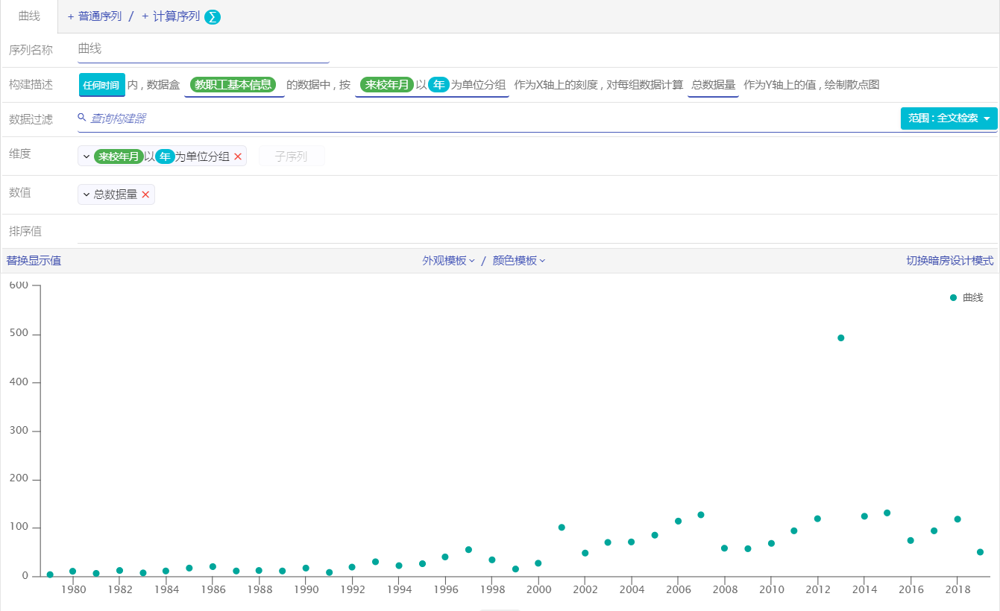 曲线 + 普通序列 / + 计算序列 ∑
序列名称 曲线
构建描述 任何时间 内 , 数据盒 教职工基本信息 的数据中 , 按 来校年月 以 年 为单位分组 作为X轴上的刻度 , 对每组数据计算 总数据量 作为Y轴上的值 , 绘制散点图
数据过滤 查询构建器 范围 : 全文检索
维度 来校年月 以 年 为单位分组 × 子序列
数值 总数据量 ×
排序值
替换显示值 外观模板 / 颜色模板 切换暗房设计模式
600
曲线
500
400
300
200
100
0
1980 1982 1984 1986 1988 1990 1992 1994 1996 1998 2000 2002 2004 2006 2008 2010 2012 2014 2016 2018